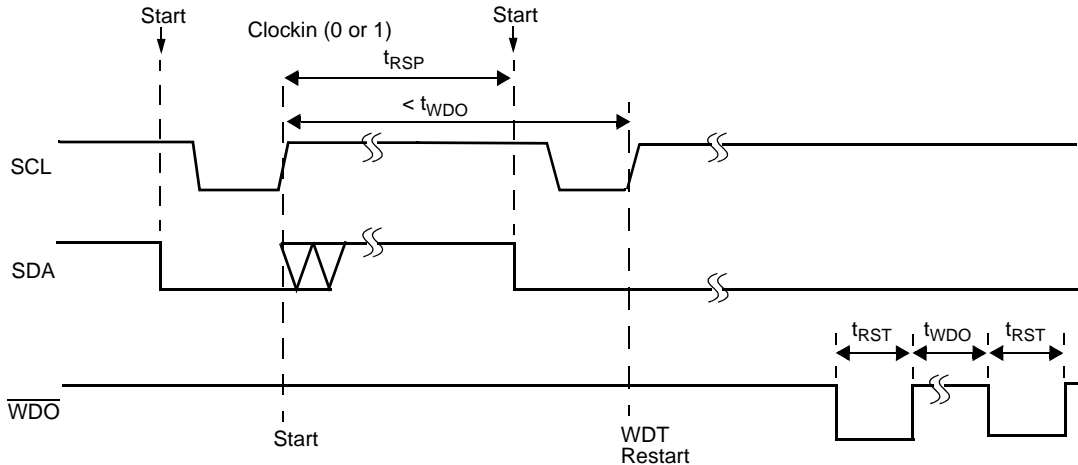 Start
Start
Clockin (0 or 1)
tRSP
< tWDO
SCL
SDA
tRST
tWDO
tRST
WDO
Start
WDT
Restart